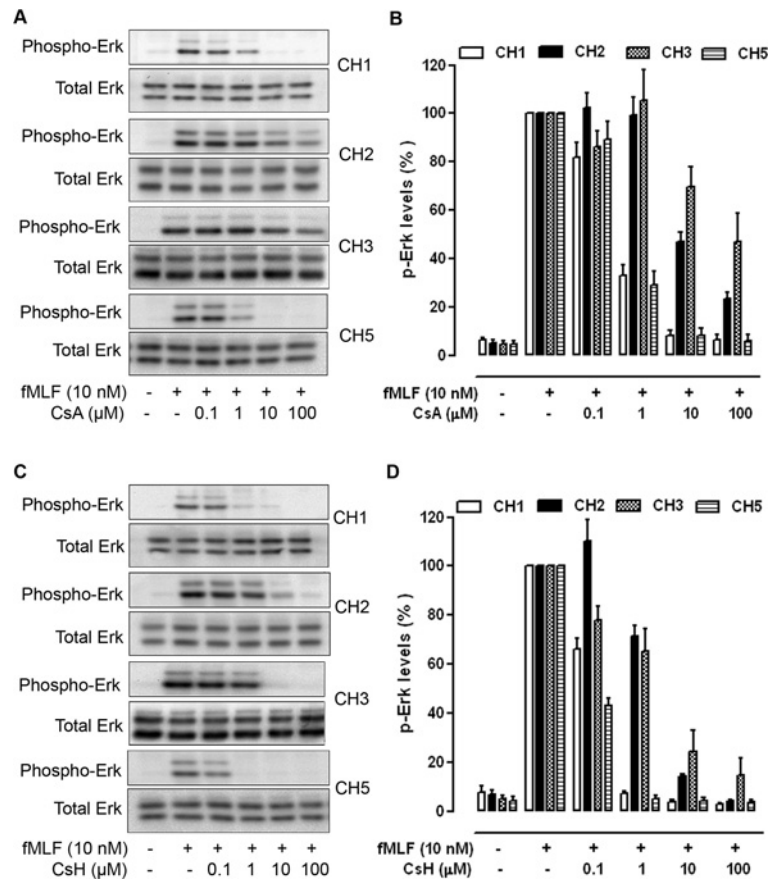 A
Phospho-Erk
Total Erk
CH1
Phospho-Erk
Total Erk
CH2
Phospho-Erk
Total Erk
CH3
Phospho-Erk
Total Erk
CH5
fMLF (10 nM) - + + + + +
CsA (µM) - - 0.1 1 10 100
B
CH1 CH2 CH3 CH5
120
100
80
60
40
20
0
p-Erk levels (%)
fMLF (10 nM) - + + + + +
CsA (µM) - - 0.1 1 10 100
C
Phospho-Erk
Total Erk
CH1
Phospho-Erk
Total Erk
CH2
Phospho-Erk
Total Erk
CH3
Phospho-Erk
Total Erk
CH5
fMLF (10 nM) - + + + + +
CsH (µM) - - 0.1 1 10 100
D
CH1 CH2 CH3 CH5
120
100
80
60
40
20
0
p-Erk levels (%)
fMLF (10 nM) - + + + + +
CsH (µM) - - 0.1 1 10 100